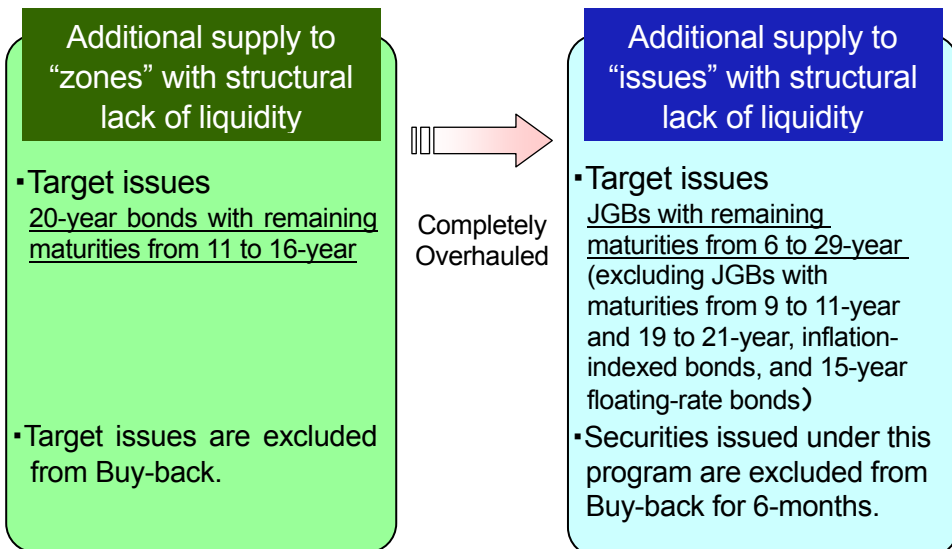 Additional supply to
“zones” with structural
lack of liquidity
・Target issues
20-year bonds with remaining
maturities from 11 to 16-year
・Target issues are excluded
from Buy-back.
Completely
Overhauled
Additional supply to
“issues” with structural
lack of liquidity
・Target issues
JGBs with remaining
maturities from 6 to 29-year
(excluding JGBs with
maturities from 9 to 11-year
and 19 to 21-year, inflation-
indexed bonds, and 15-year
floating-rate bonds）
・Securities issued under this
program are excluded from
Buy-back for 6-months.